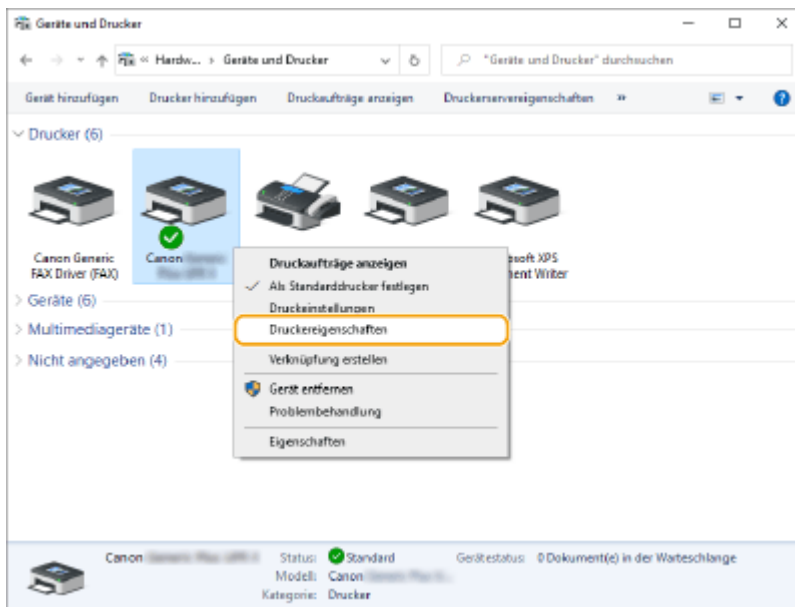 Geräte und Drucker
« Hardw... > Geräte und Drucker
"Geräte und Drucker" durchsuchen
Gerät hinzufügen Drucker hinzufügen Druckaufträge anzeigen Druckerservereigenschaften »
Drucker (6)
Canon Generic
FAX Driver (FAX)
Canon
osoft XPS
ment Writer
Druckaufträge anzeigen
Als Standarddrucker festlegen
Druckeinstellungen
Druckereigenschaften
Verknüpfung erstellen
Gerät entfernen
Problembehandlung
Eigenschaften
Geräte (6)
Multimediageräte (1)
Nicht angegeben (4)
Canon
Status: Standard
Gerätestatus: 0 Dokument(e) in der Warteschlange
Modell: Canon
Kategorie: Drucker